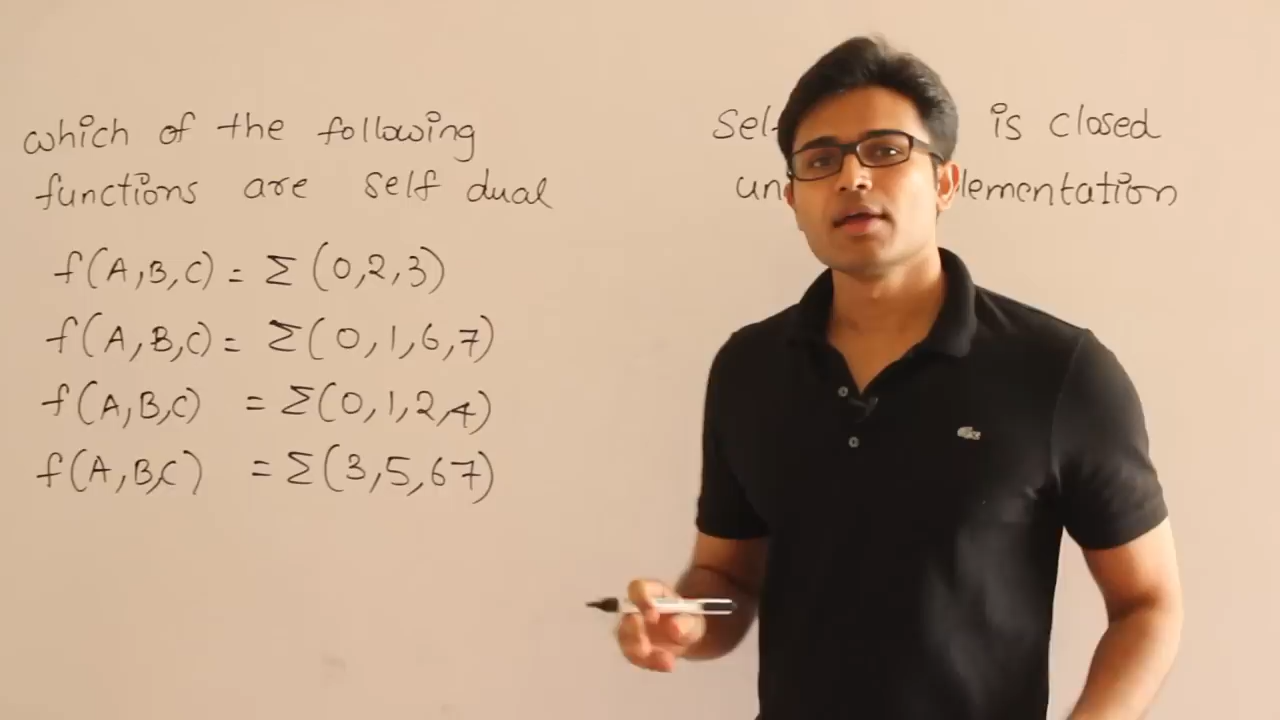 which of the following
functions are self dual
f(A,B,C) = Σ (0,2,3)
f(A,B,C) = Σ(0,1,6,7)
f(A,B,C) = Σ(0,1,2,4)
f(A,B,C) = Σ(3,5,6 7)
is closed